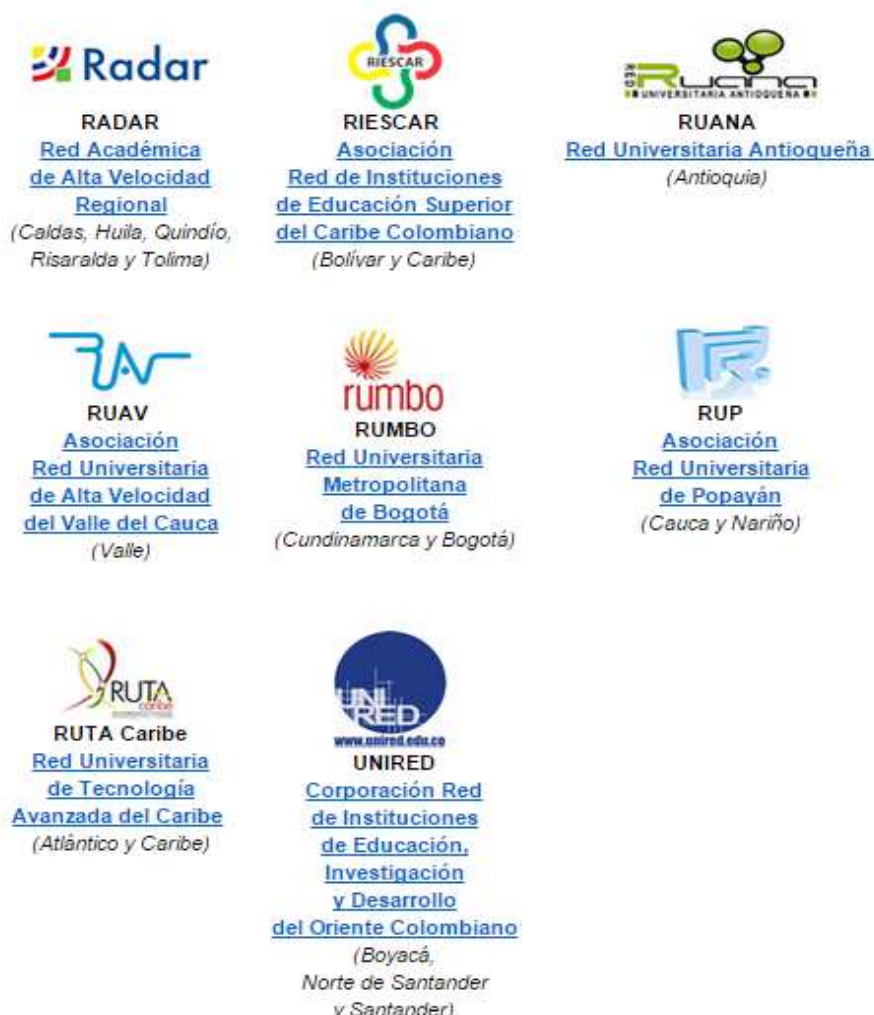 Radar
RADAR
Red Académica
de Alta Velocidad
Regional
(Caldas, Huila, Quindío,
Risaralda y Tolima)
RIESCAR
RIESCAR
Asociación
Red de Instituciones
de Educación Superior
del Caribe Colombiano
(Bolívar y Caribe)
Ruana
UNIVERSITARIA ANTIOQUEÑA
RUANA
Red Universitaria Antioqueña
(Antioquia)
RUAV
Asociación
Red Universitaria
de Alta Velocidad
del Valle del Cauca
(Valle)
rumbo
RUMBO
Red Universitaria
Metropolitana
de Bogotá
(Cundinamarca y Bogotá)
RUP
Asociación
Red Universitaria
de Popayán
(Cauca y Nariño)
RUTA
caribe
RUTA Caribe
Red Universitaria
de Tecnología
Avanzada del Caribe
(Atlántico y Caribe)
UNI
RED
www.unired.edu.co
UNIRED
Corporación Red
de Instituciones
de Educación,
Investigación
y Desarrollo
del Oriente Colombiano
(Boyacá,
Norte de Santander
y Santander)